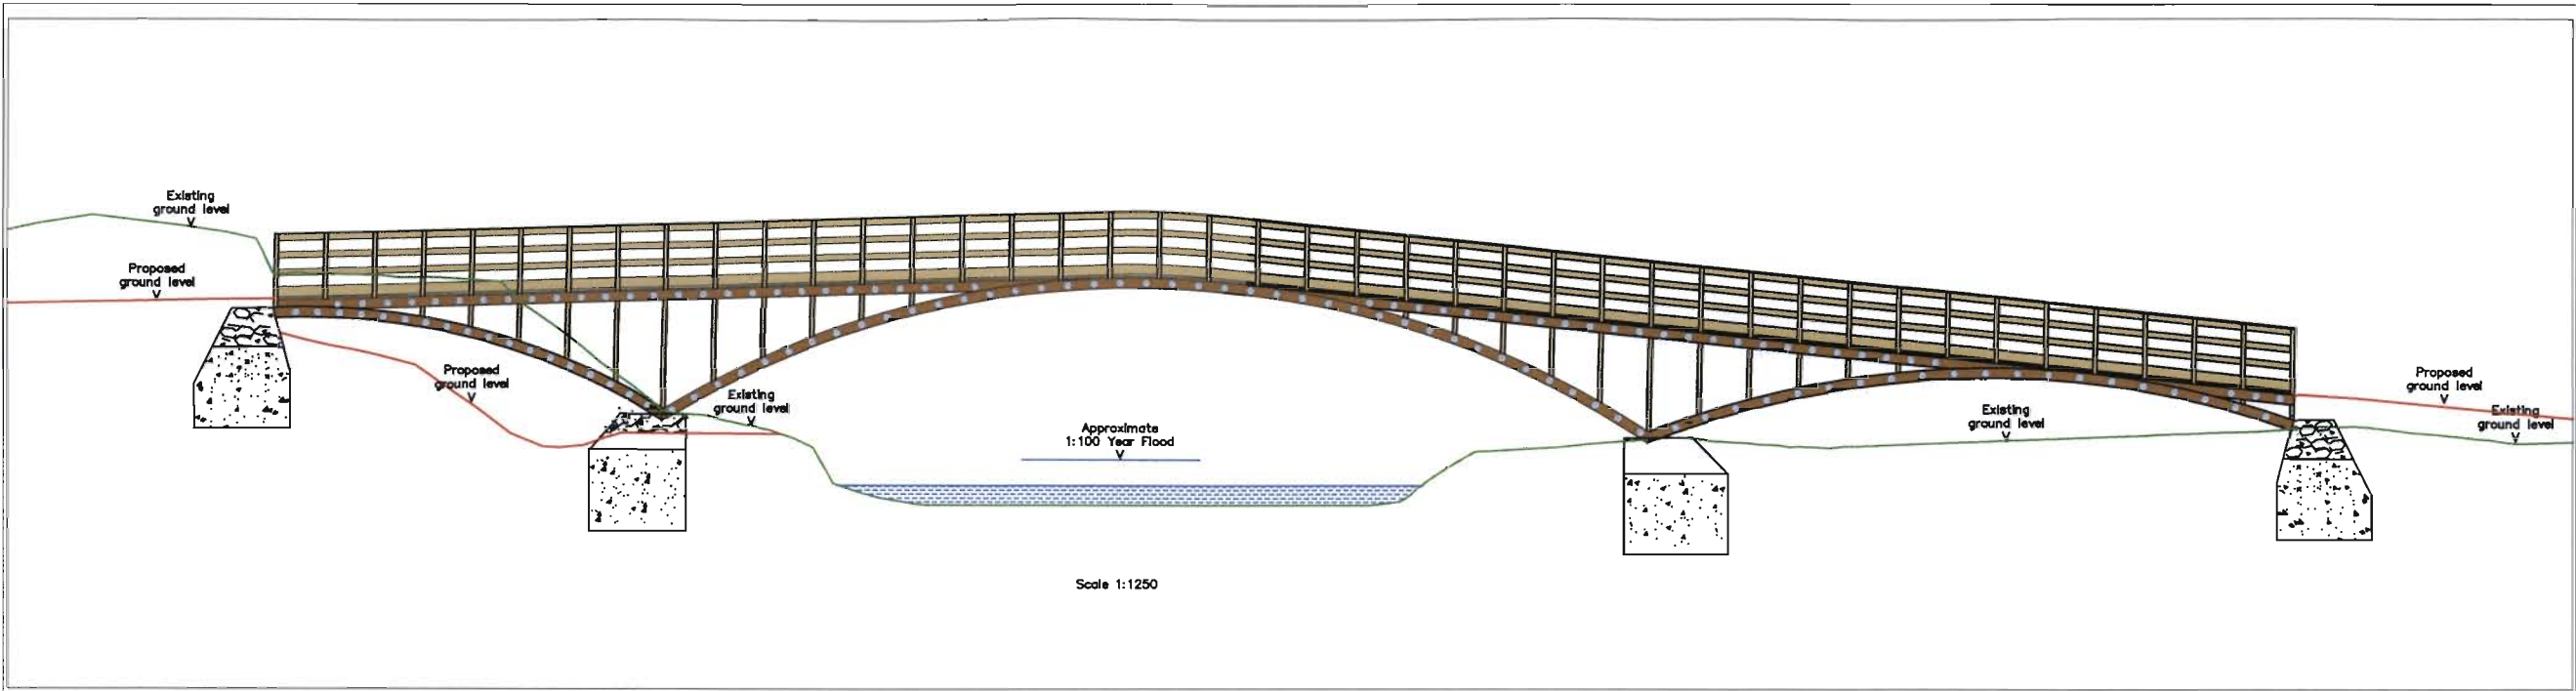 Existing
ground level
V
Proposed
ground level
V
Proposed
ground level
V
Existing
ground level
V
Approximate
1:100 Year Flood
V
Existing
ground level
V
Proposed
ground level
V
Existing
ground level
V
Scale 1:1250